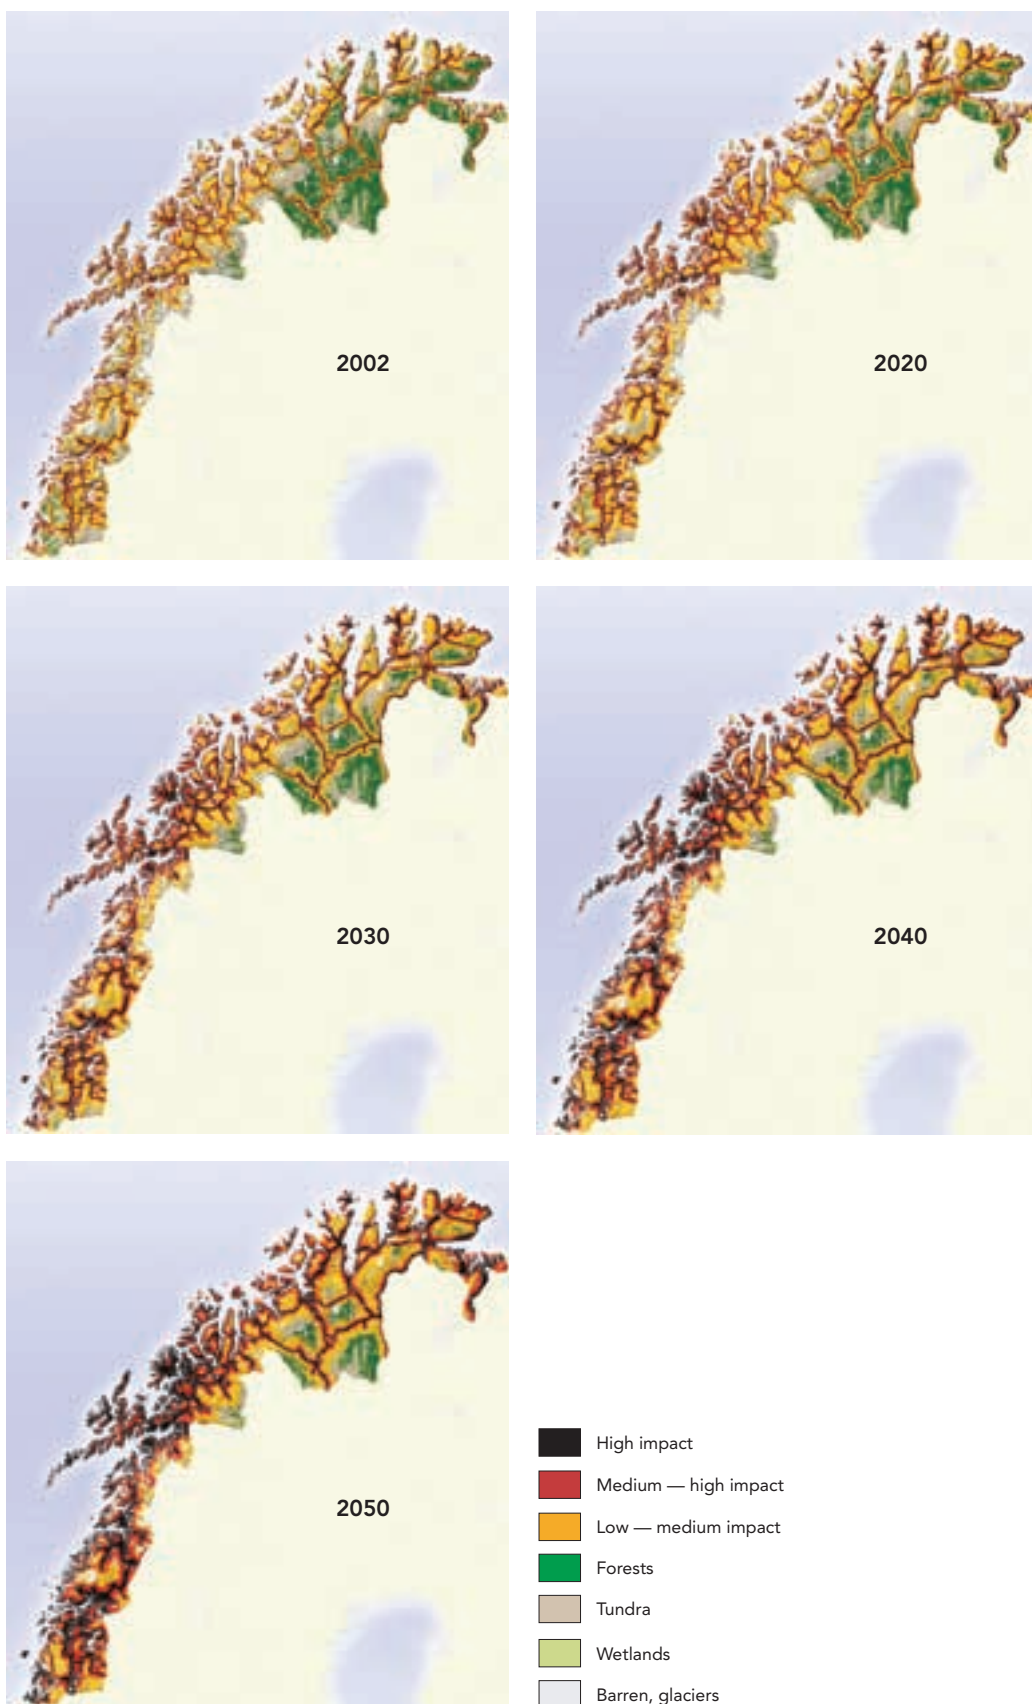 2002
2020
2030
2040
2050
High impact
Medium — high impact
Low — medium impact
Forests
Tundra
Wetlands
Barren, glaciers